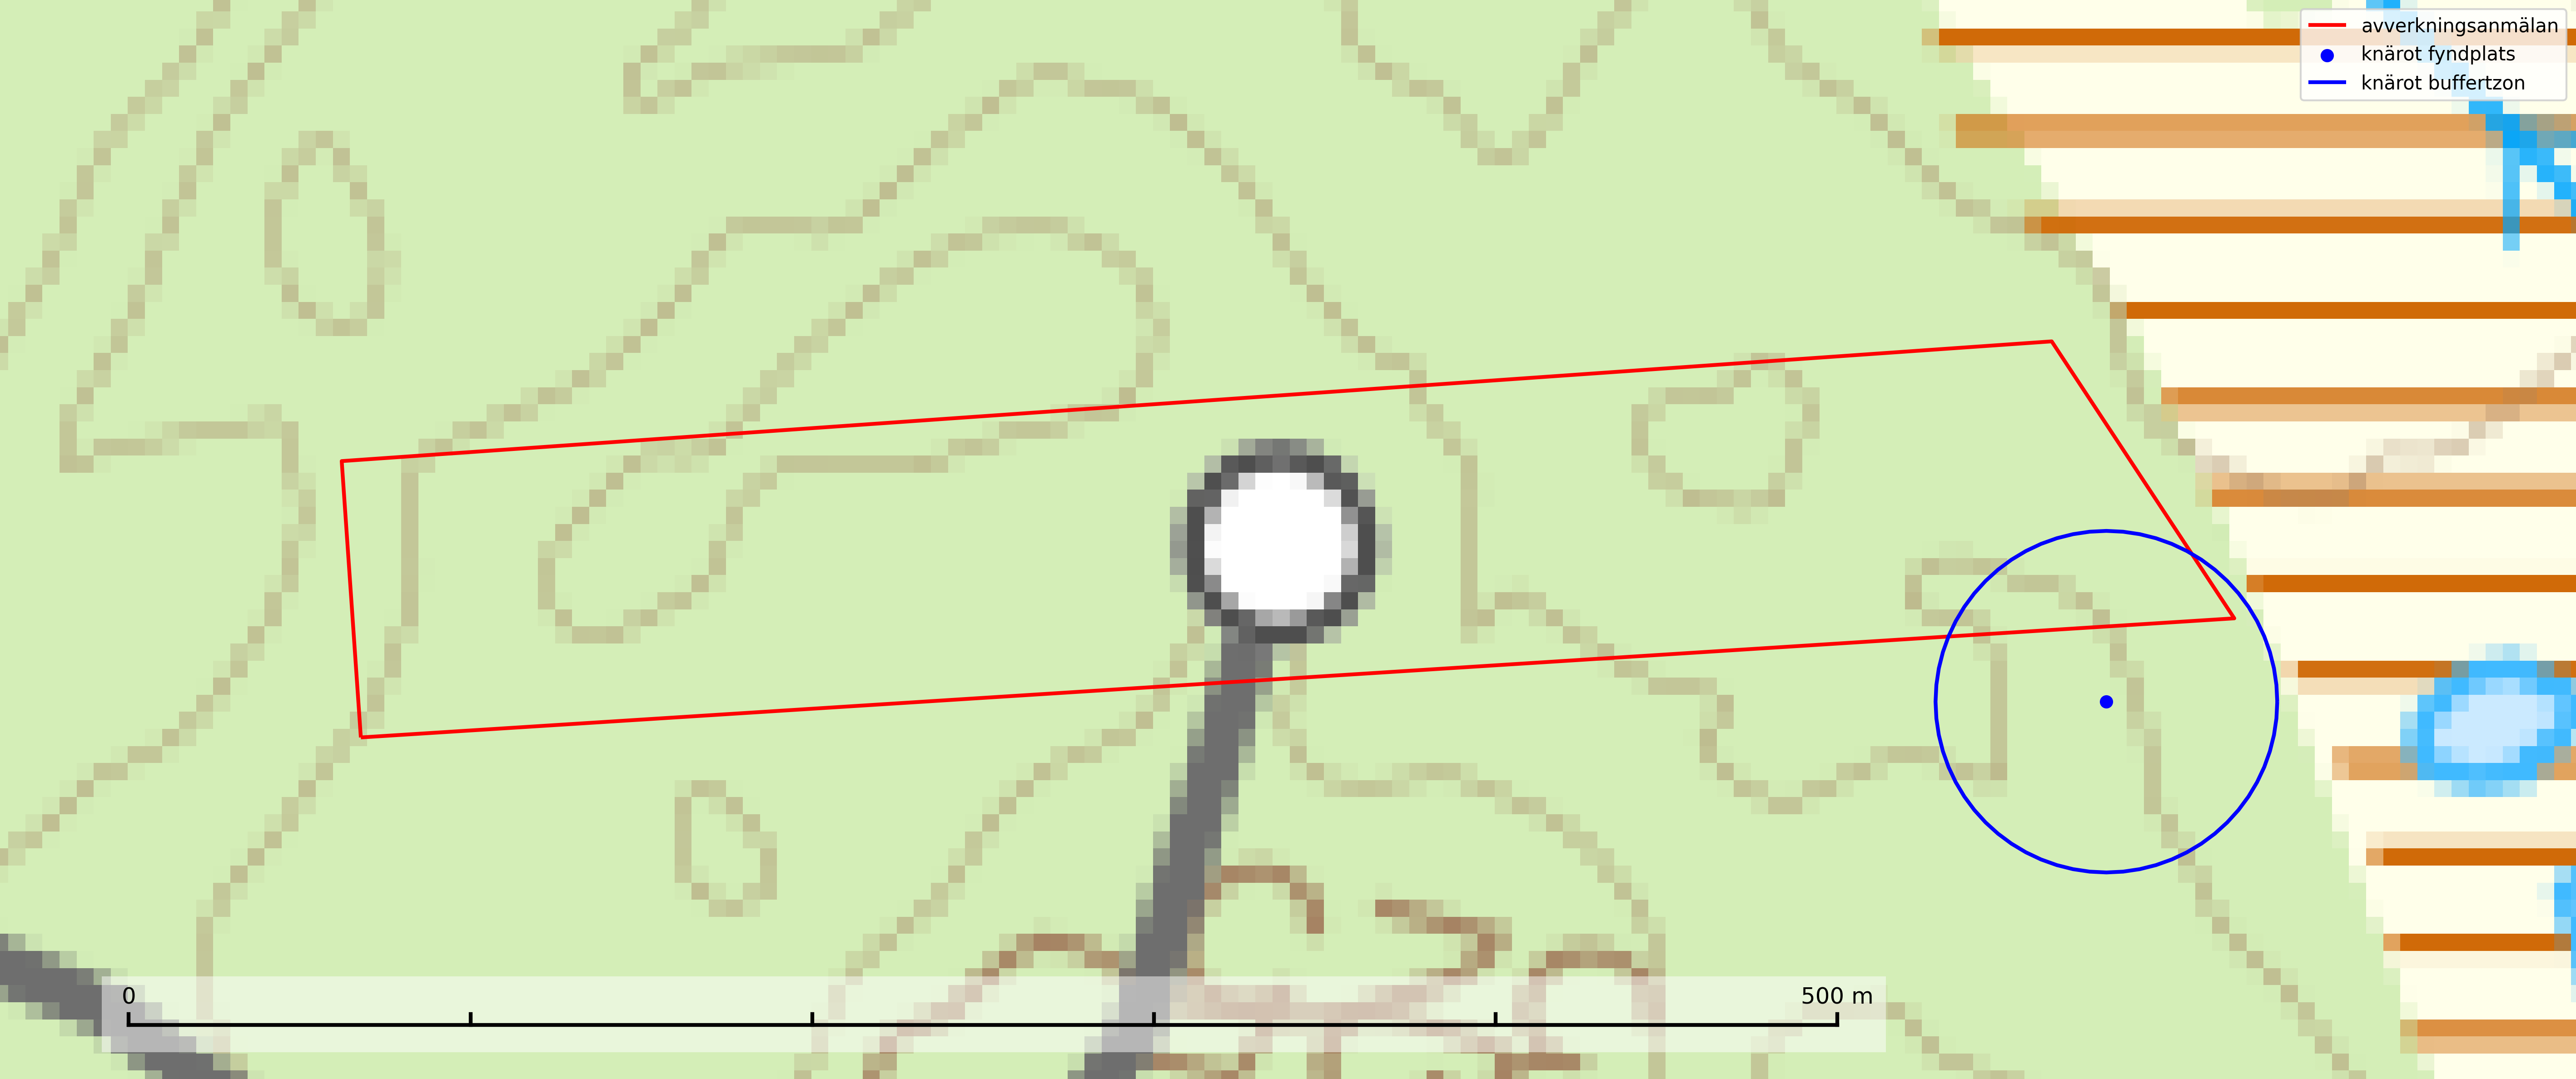 avverkningsanmälan
knärot fyndplats
knärot buffertzon
0
500 m